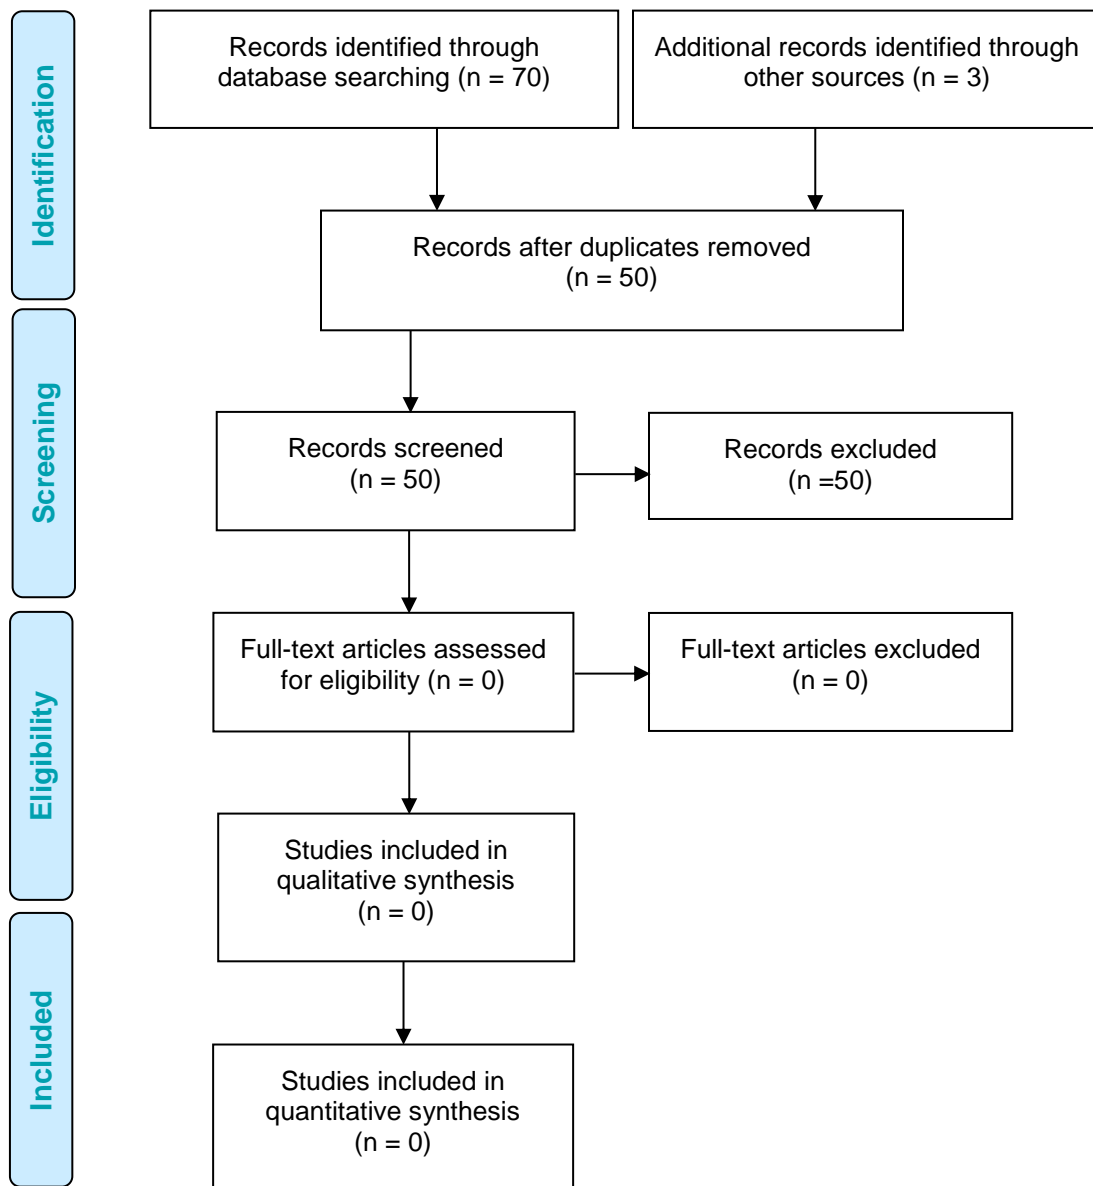 Identification
Records identified through
database searching (n = 70)
Additional records identified through
other sources (n = 3)
Records after duplicates removed
(n = 50)
Screening
Records screened
(n = 50)
Records excluded
(n =50)
Eligibility
Full-text articles assessed
for eligibility (n = 0)
Full-text articles excluded
(n = 0)
Studies included in
qualitative synthesis
(n = 0)
Included
Studies included in
quantitative synthesis
(n = 0)